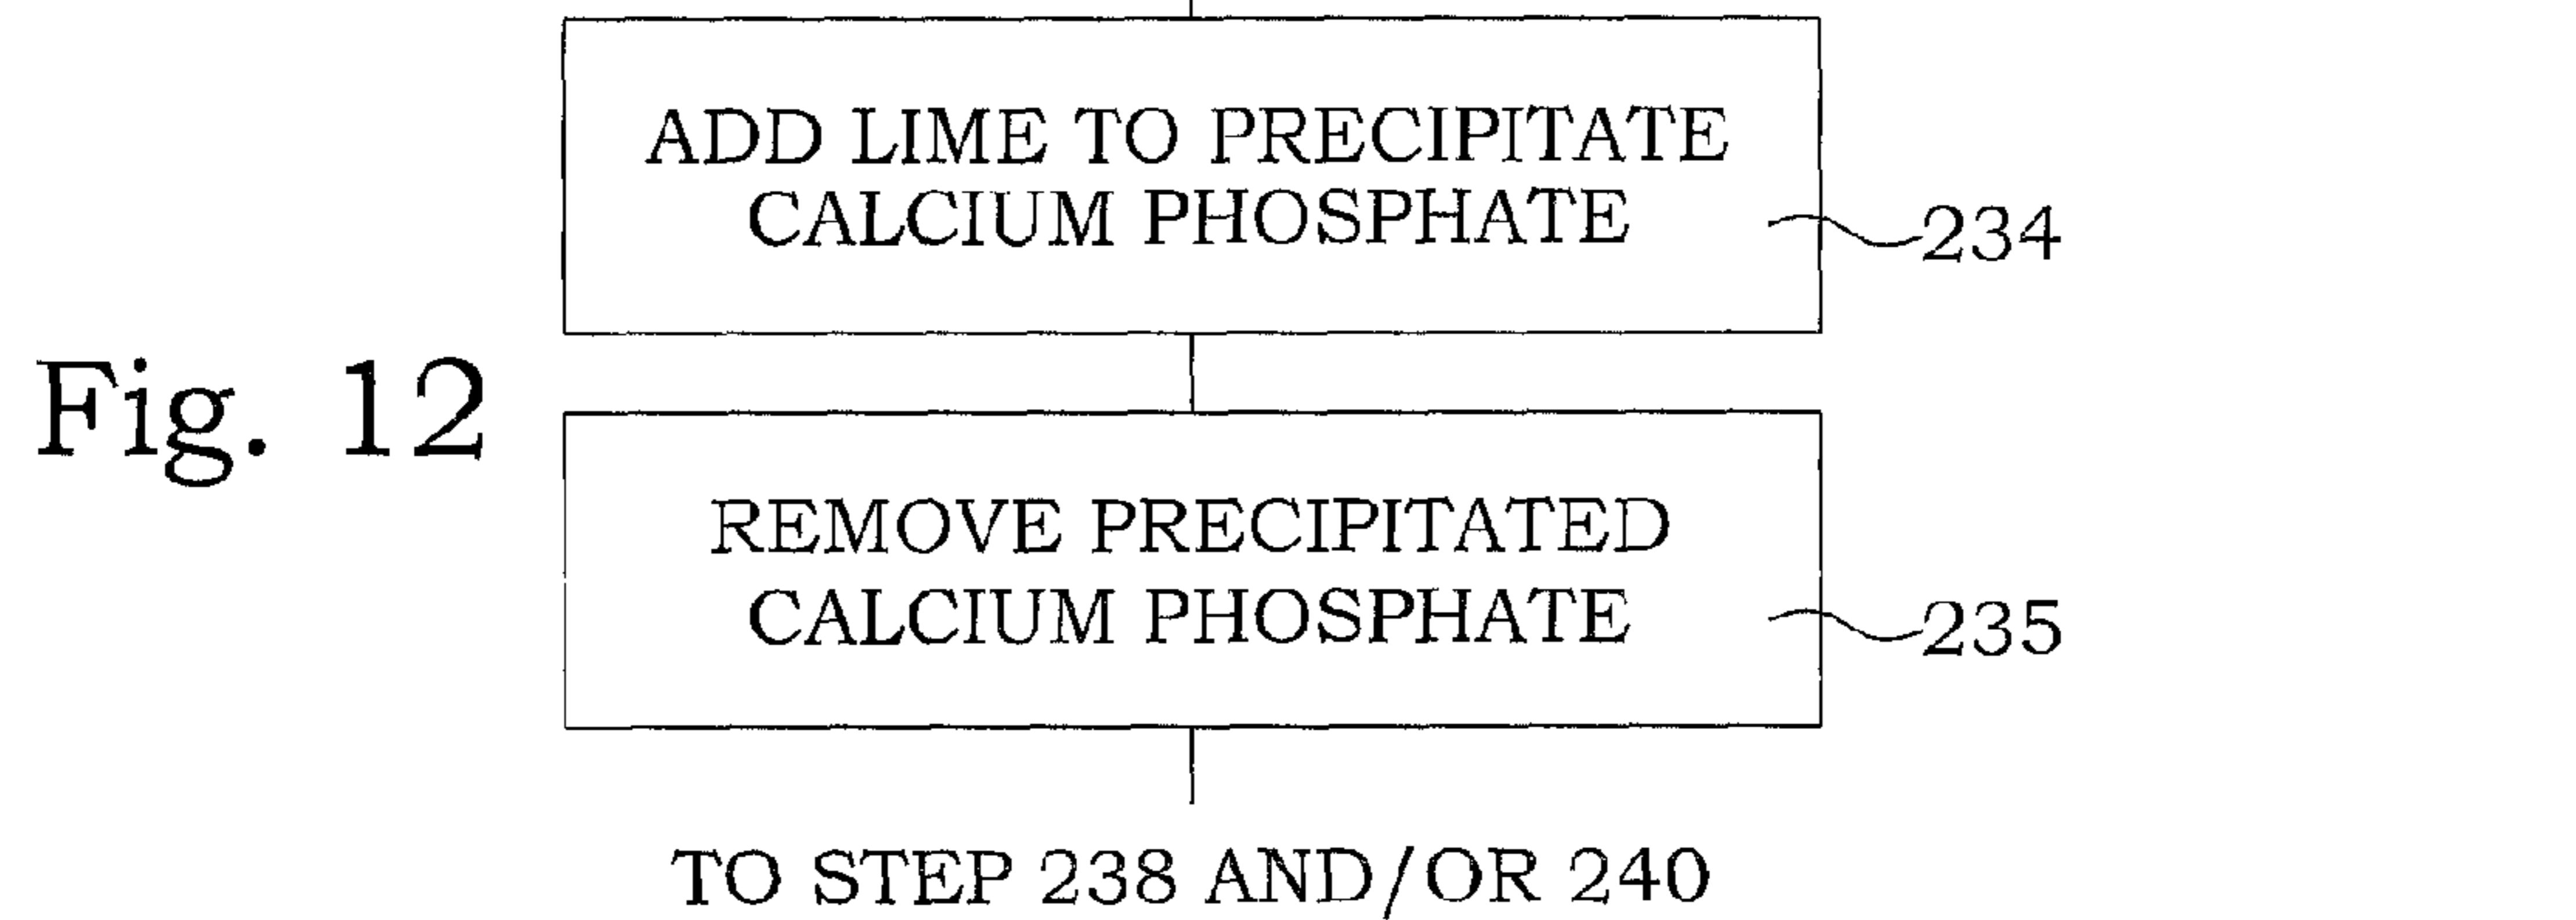 ADD LIME TO PRECIPITATE
CALCIUM PHOSPHATE
234
Fig. 12
REMOVE PRECIPITATED
CALCIUM PHOSPHATE
235
TO STEP 238 AND/OR 240